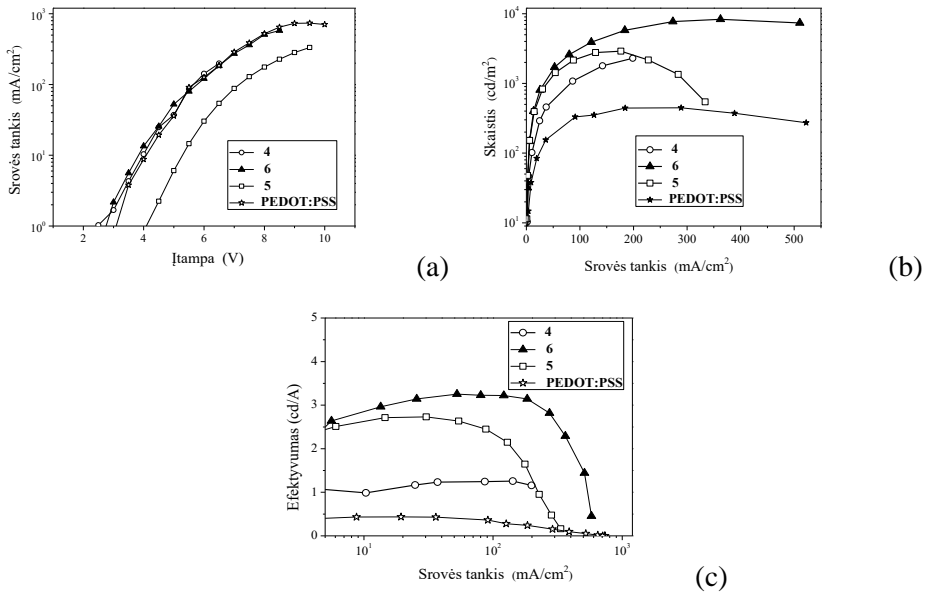 Srovės tankis (mA/cm²)
10³
10²
10¹
10⁰
4
6
5
PEDOT:PSS
2 4 6 8 10
Įtampa (V)
(a)
Skaistis (cd/m²)
10⁴
10³
10²
10¹
4
6
5
PEDOT:PSS
0 100 200 300 400 500
Srovės tankis (mA/cm²)
(b)
Efektyvumas (cd/A)
5
4
3
2
1
0
4
6
5
PEDOT:PSS
10¹ 10² 10³
Srovės tankis (mA/cm²)
(c)